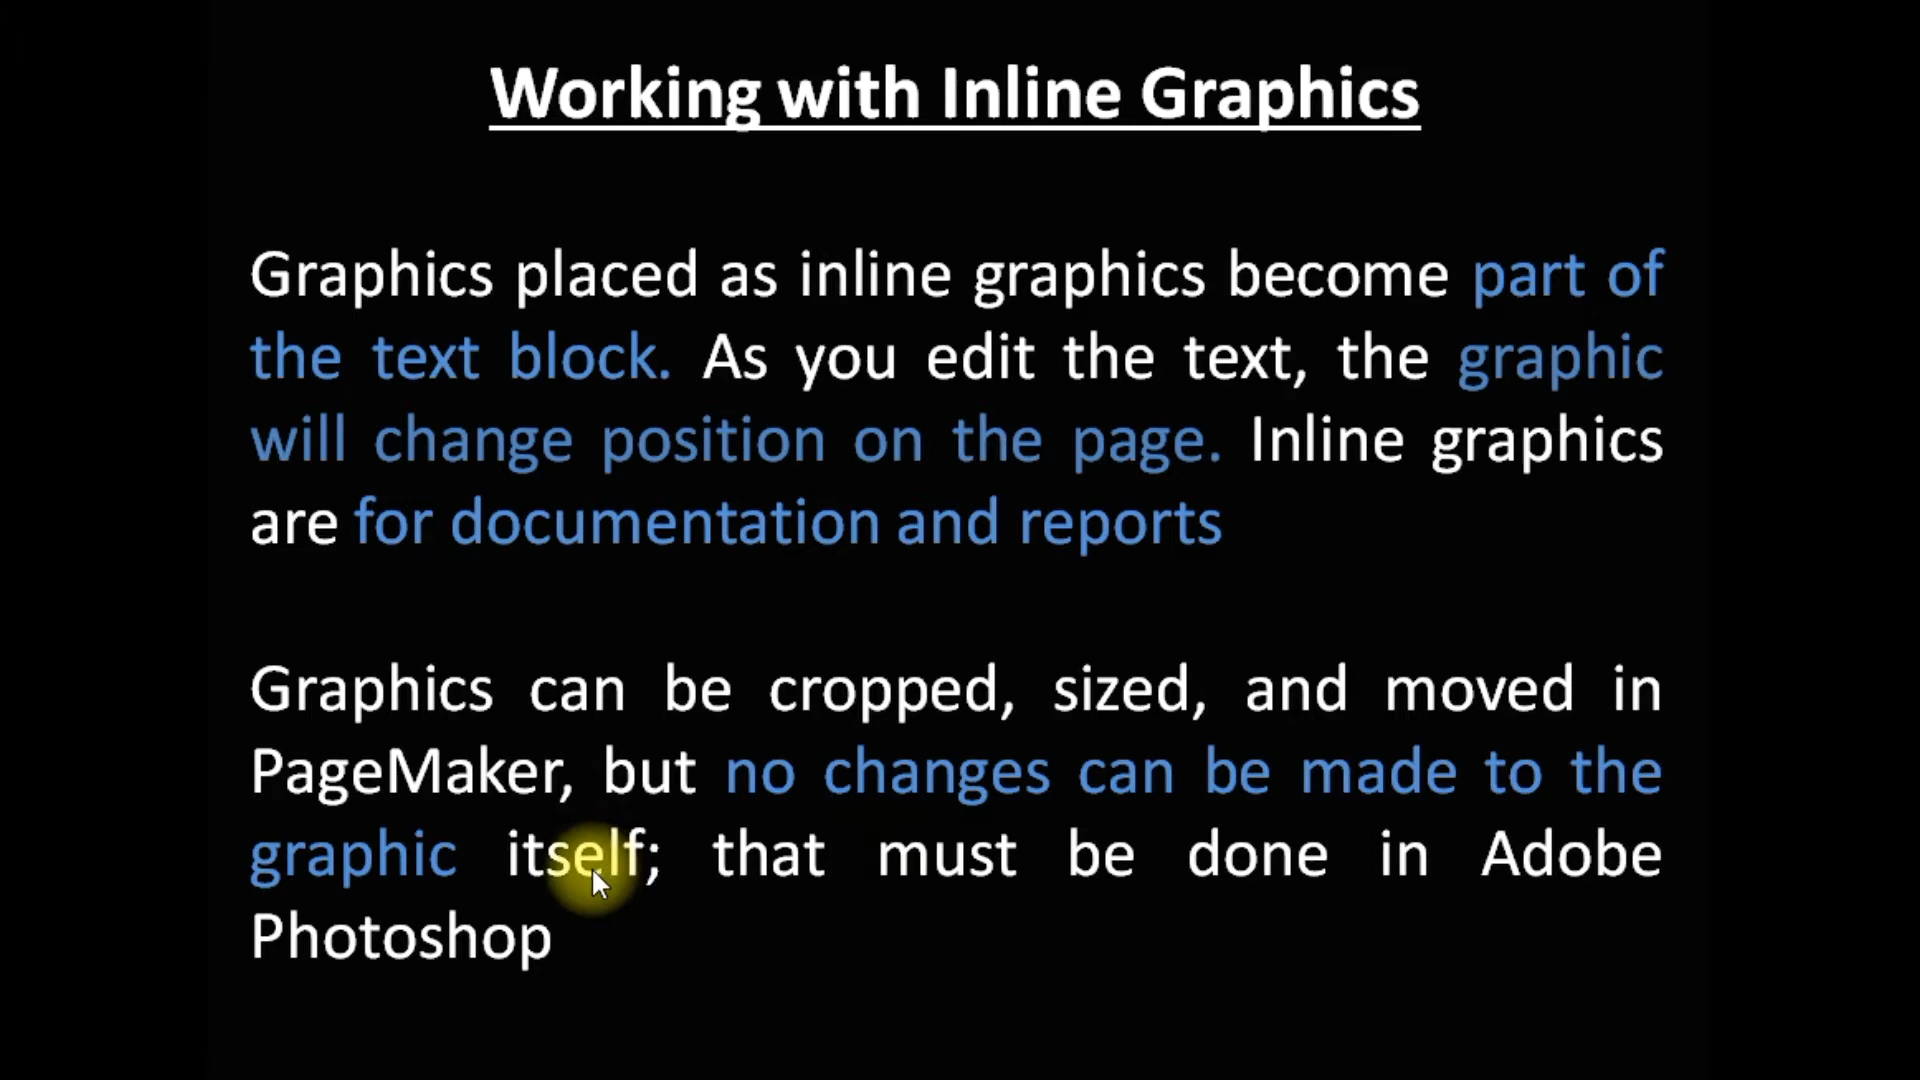 Working with Inline Graphics
Graphics placed as inline graphics become part of
the text block. As you edit the text, the graphic
will change position on the page. Inline graphics
are for documentation and reports
Graphics can be cropped, sized, and moved in
PageMaker, but no changes can be made to the
graphic itself; that must be done in Adobe
Photoshop